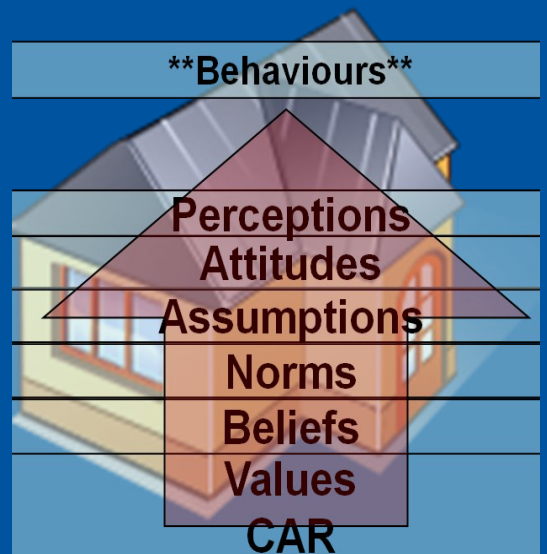 **Behaviours**
Perceptions
Attitudes
Assumptions
Norms
Beliefs
Values
CAR